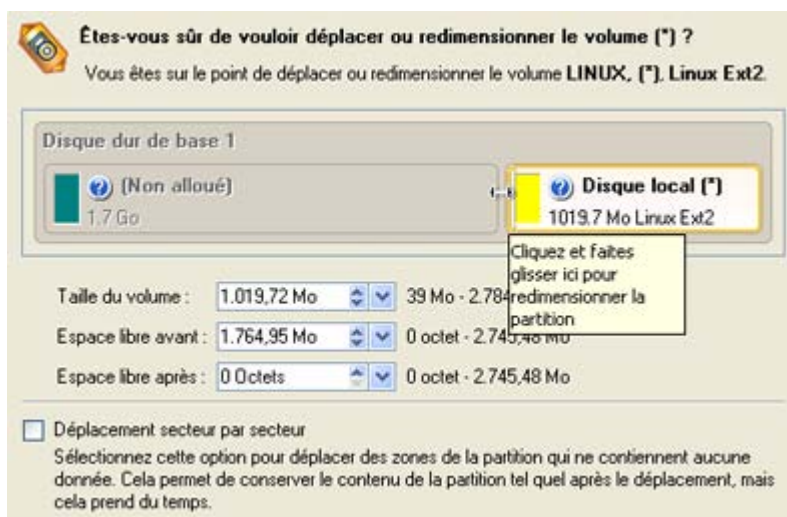 Êtes-vous sûr de vouloir déplacer ou redimensionner le volume (*) ?
Vous êtes sur le point de déplacer ou redimensionner le volume LINUX, (*), Linux Ext2.
Disque dur de base 1
(Non alloué)
1.7 Go
Disque local (*)
1019.7 Mo Linux Ext2
Cliquez et faites
glisser ici pour
redimensionner la
partition
Taille du volume : 1.019,72 Mo 39 Mo - 2.784
Espace libre avant : 1.764,95 Mo 0 octet - 2.745,48 Mo
Espace libre après : 0 Octets 0 octet - 2.745,48 Mo
Déplacement secteur par secteur
Sélectionnez cette option pour déplacer des zones de la partition qui ne contiennent aucune
donnée. Cela permet de conserver le contenu de la partition tel quel après le déplacement, mais
cela prend du temps.